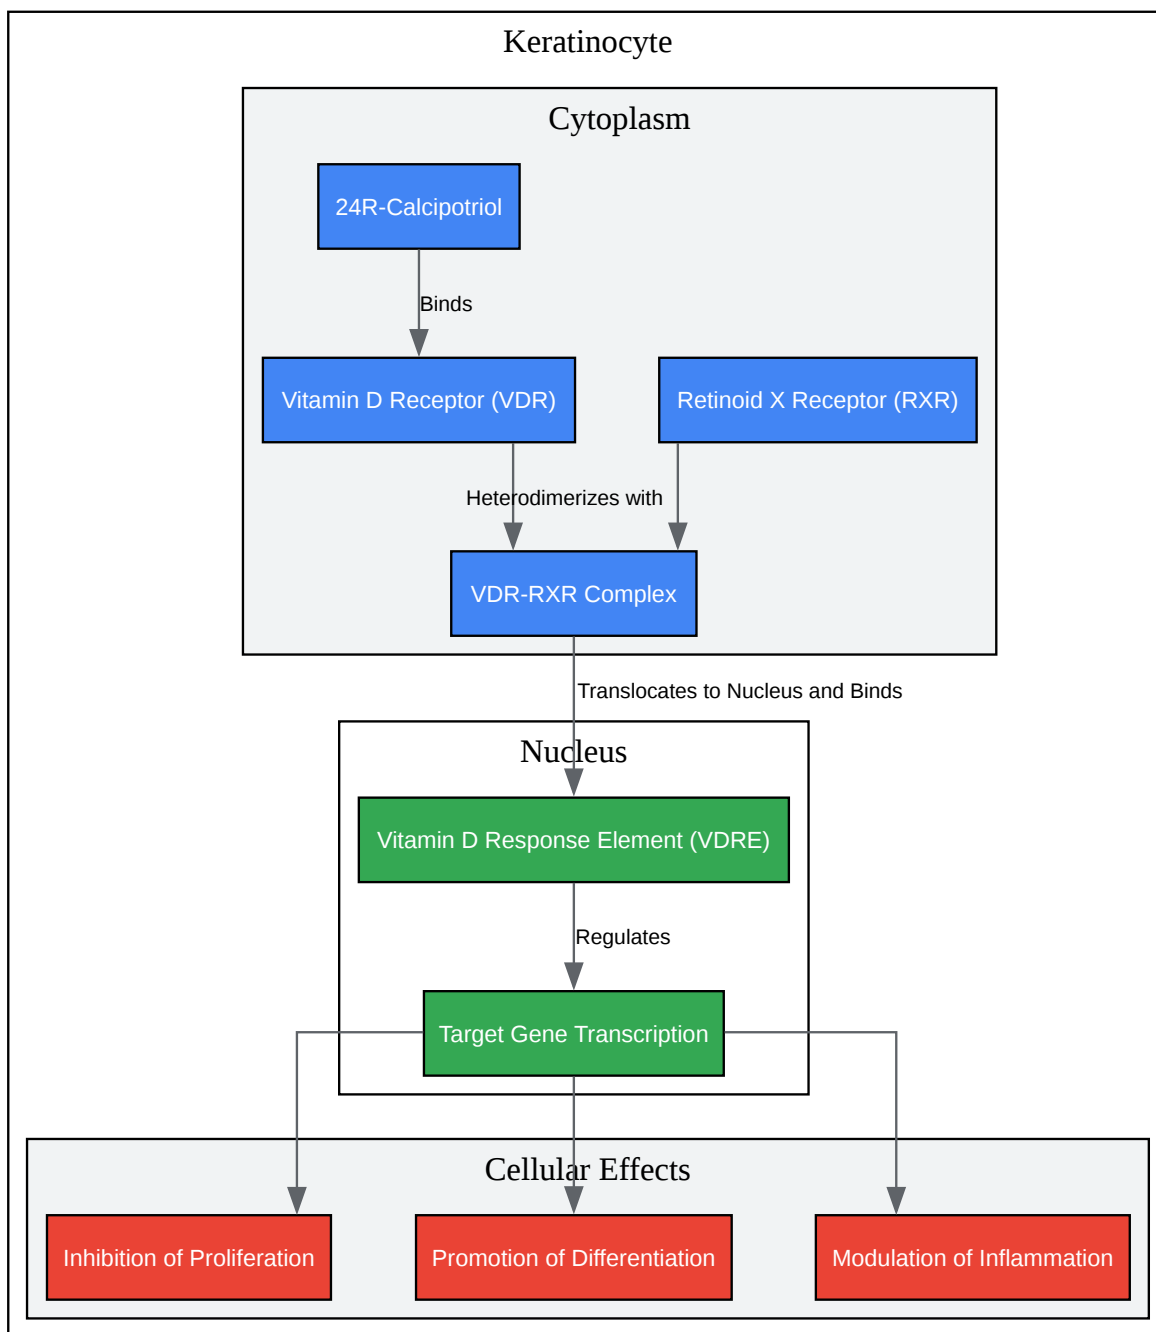 Keratinocyte
Cytoplasm
24R-Calcipotriol
Binds
Vitamin D Receptor (VDR)
Retinoid X Receptor (RXR)
Heterodimerizes with
VDR-RXR Complex
Translocates to Nucleus and Binds
Nucleus
Vitamin D Response Element (VDRE)
Regulates
Target Gene Transcription
Cellular Effects
Inhibition of Proliferation
Promotion of Differentiation
Modulation of Inflammation